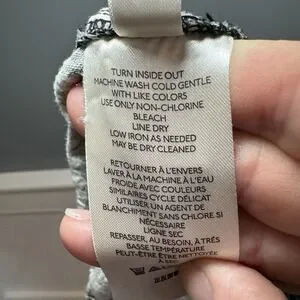 TURN INSIDE OUT
MACHINE WASH COLD GENTLE
WITH LIKE COLORS
USE ONLY NON-CHLORINE
BLEACH
LINE DRY
LOW IRON AS NEEDED
MAY BE DRY CLEANED
RETOURNER À L'ENVERS
LAVER À LA MACHINE À L'EAU
FROIDE AVEC COULEURS
SIMILAIRES CYCLE DÉLICAT
UTILISER UN AGENT DE
BLANCHIMENT SANS CHLORE SI
NÉCESSAIRE
LIGNE SEC
REPASSER, AU BESOIN, À TRÈS
BASSE TEMPÉRATURE
PEUT-ÊTRE ÊTRE NETTOYÉE
À SEC